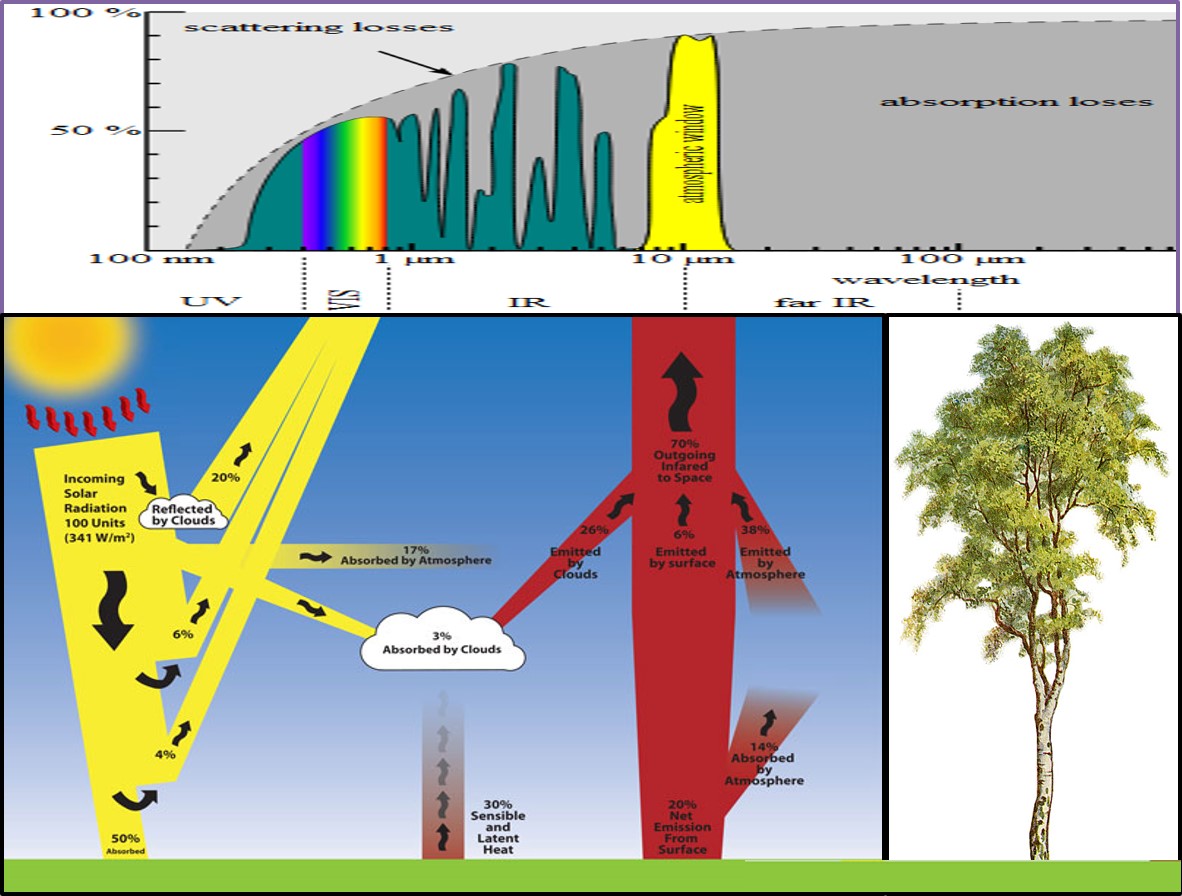 100 %
scattering losses
absorption loses
50 %
atmospheric window
100 nm
1 µm
10 µm
100 µm
wavelength
UV
VIS
IR
far IR
Incoming
Solar
Radiation
100 Units
(341 W/m²)
Reflected
by Clouds
20%
17%
Absorbed by Atmosphere
6%
4%
50%
Absorbed
3%
Absorbed by Clouds
30%
Sensible
and
Latent
Heat
70%
Outgoing
Infared
to Space
26%
Emitted
by
Clouds
6%
Emitted
by surface
38%
Emitted
by
Atmosphere
14%
Absorbed
by
Atmosphere
20%
Net
Emission
From
Surface